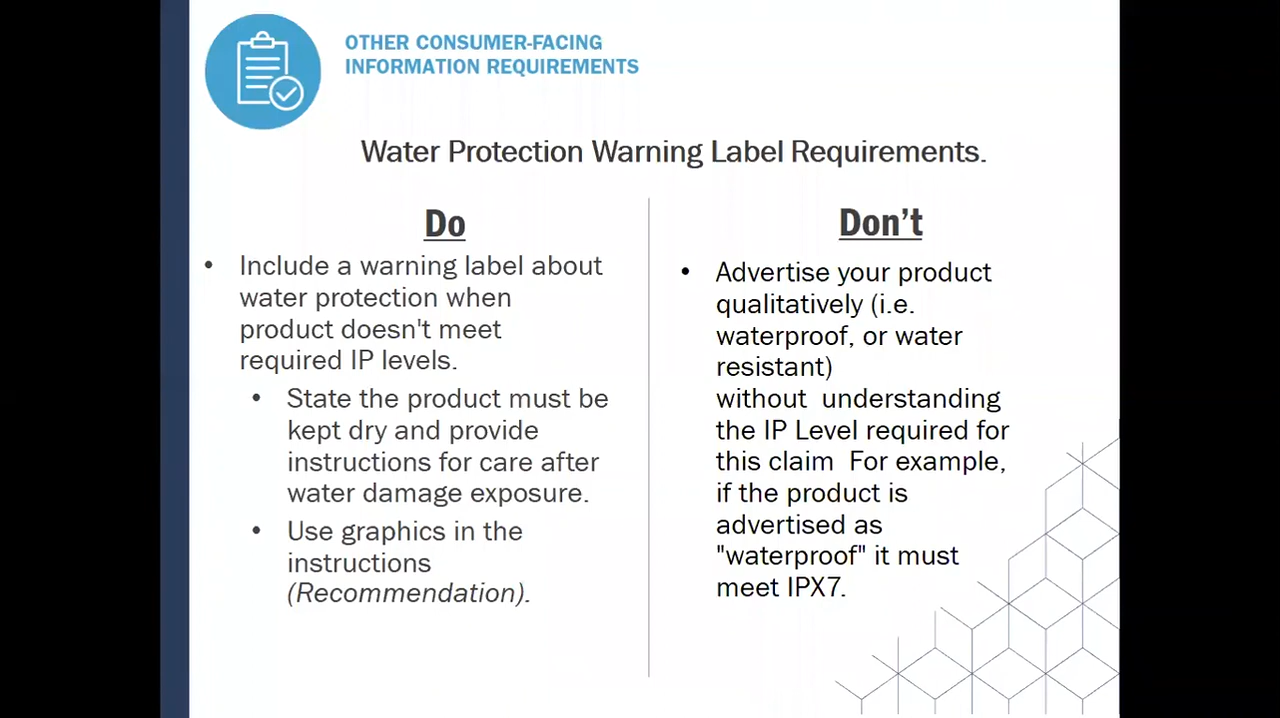 OTHER CONSUMER-FACING
INFORMATION REQUIREMENTS
Water Protection Warning Label Requirements.
Do
• Include a warning label about
water protection when
product doesn't meet
required IP levels.
• State the product must be
kept dry and provide
instructions for care after
water damage exposure.
• Use graphics in the
instructions
(Recommendation).
Don't
• Advertise your product
qualitatively (i.e.
waterproof, or water
resistant)
without  understanding
the IP Level required for
this claim  For example,
if the product is
advertised as
"waterproof" it must
meet IPX7.